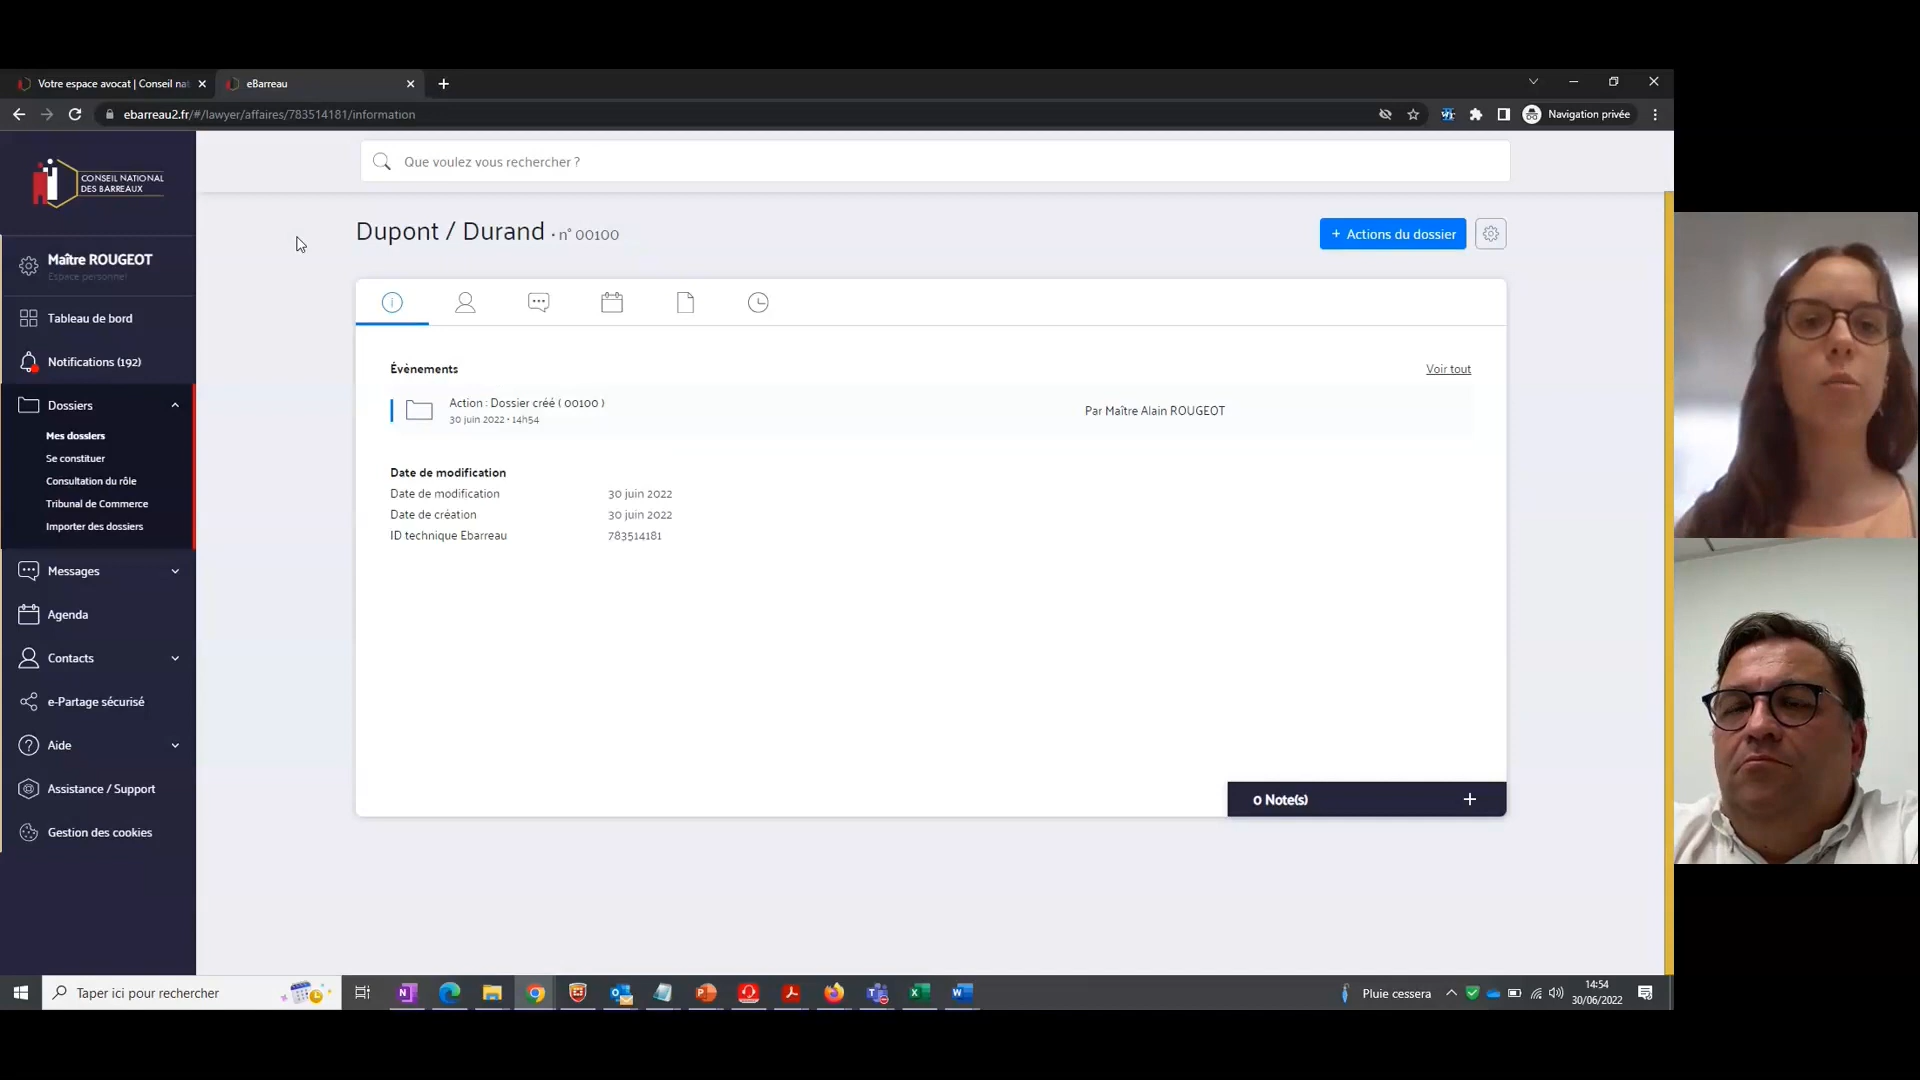 Votre espace avocat | Conseil nat
eBarreau
ebarreau2.fr/#/lawyer/affaires/783514181/information
Navigation privée
CONSEIL NATIONAL
DES BARREAUX
Que voulez vous rechercher ?
Maître ROUGEOT
Espace personnel
Tableau de bord
Notifications (192)
Dossiers
Mes dossiers
Se constituer
Consultation du rôle
Tribunal de Commerce
Importer des dossiers
Messages
Agenda
Contacts
e-Partage sécurisé
Aide
Assistance / Support
Gestion des cookies
Dupont / Durand · n° 00100
+ Actions du dossier
Évènements
Voir tout
Action : Dossier créé ( 00100 )
30 juin 2022 · 14h54
Par Maître Alain ROUGEOT
Date de modification
Date de modification 30 juin 2022
Date de création 30 juin 2022
ID technique Ebarreau 783514181
0 Note(s) +
Taper ici pour rechercher
Pluie cessera
14:54
30/06/2022